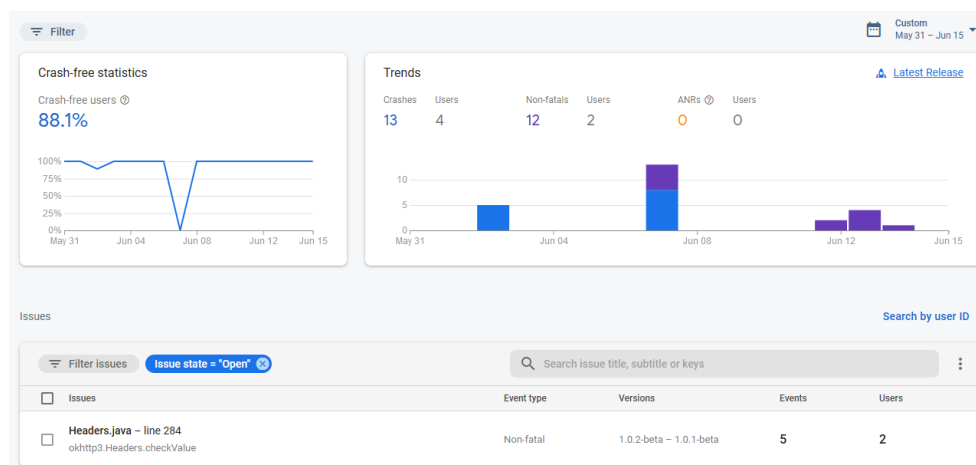 Filter
Custom
May 31 – Jun 15
Crash-free statistics
Crash-free users
88.1%
100%
75%
50%
25%
0%
May 31 Jun 04 Jun 08 Jun 12 Jun 15
Trends
Latest Release
Crashes Users Non-fatals Users ANRs Users
13 4 12 2 0 0
10
5
0
May 31 Jun 04 Jun 08 Jun 12 Jun 15
Issues
Search by user ID
Filter issues
Issue state = "Open"
Search issue title, subtitle or keys
Issues Event type Versions Events Users
Headers.java – line 284
okhttp3.Headers.checkValue
Non-fatal 1.0.2-beta – 1.0.1-beta 5 2